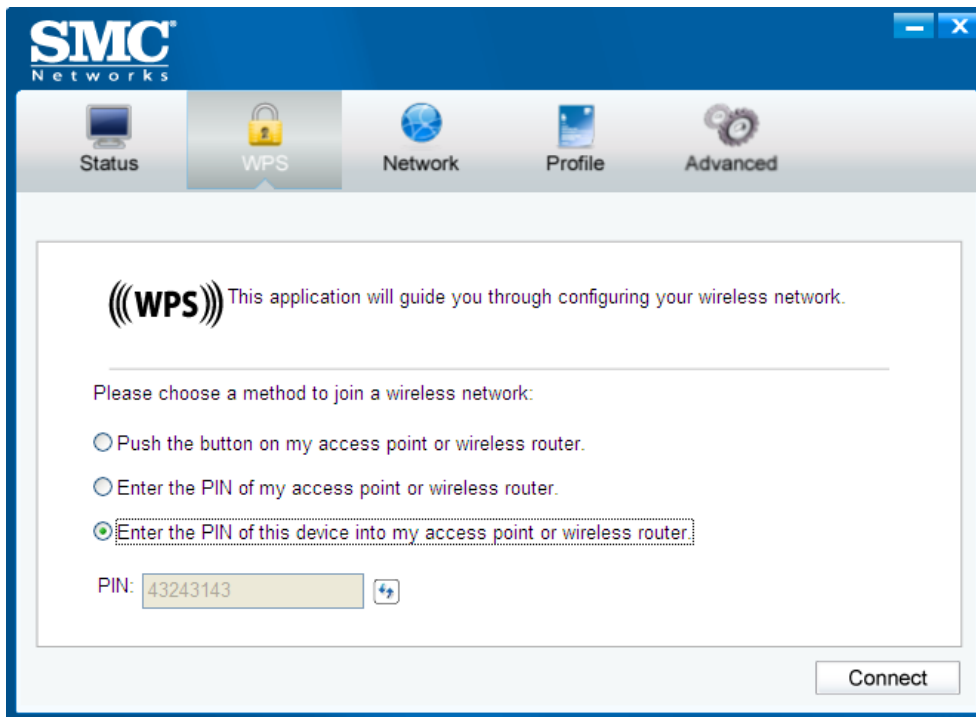 SMC®
Networks
Status
WPS
Network
Profile
Advanced
WPS
This application will guide you through configuring your wireless network.
Please choose a method to join a wireless network:
Push the button on my access point or wireless router.
Enter the PIN of my access point or wireless router.
Enter the PIN of this device into my access point or wireless router.
PIN: 43243143
Connect